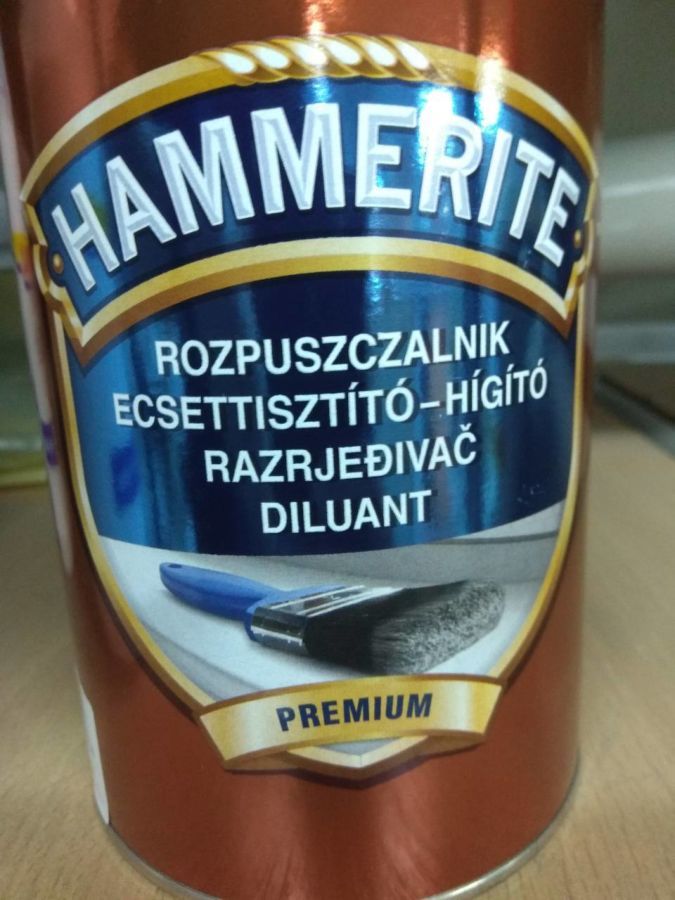 HAMMERITE
ROZPUSZCZALNIK
ECSETTISZTÍTÓ-HÍGÍTÓ
RAZRJEĐIVAČ
DILUANT
PREMIUM